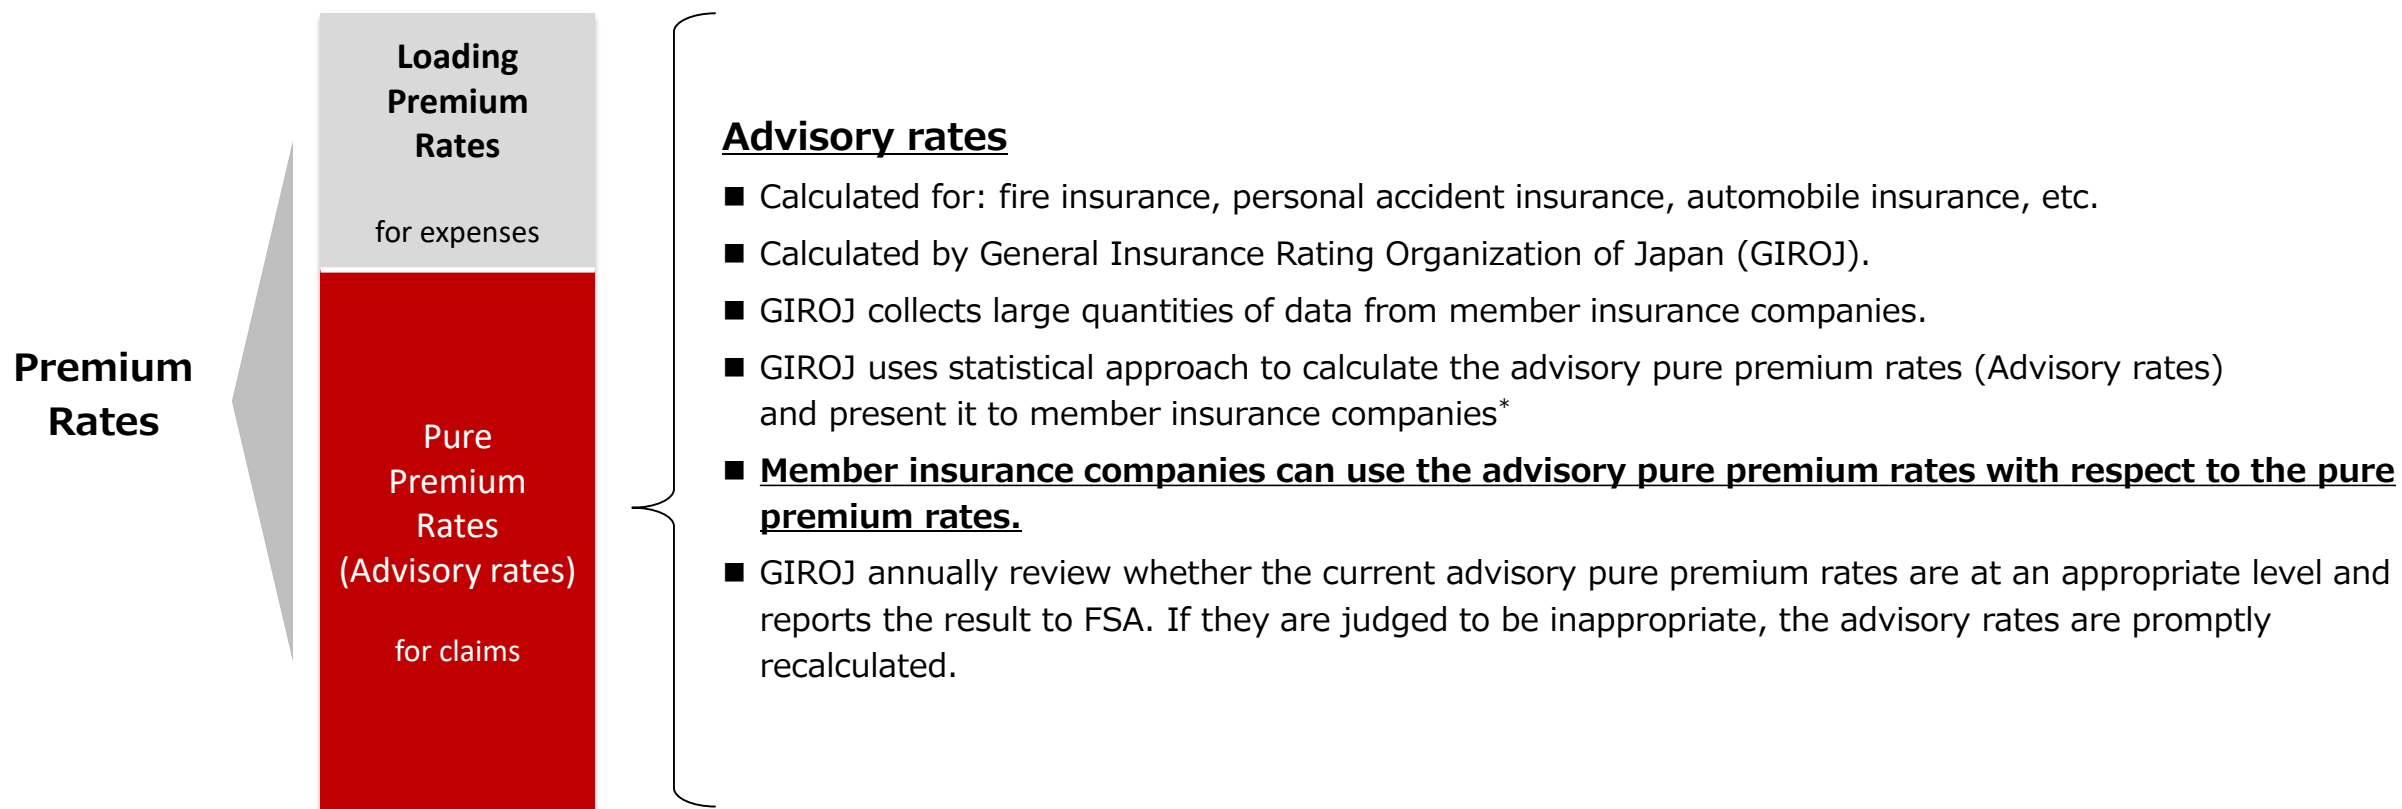 Premium
Rates
Loading
Premium
Rates
for expenses
Pure
Premium
Rates
(Advisory rates)
for claims
Advisory rates
■ Calculated for: fire insurance, personal accident insurance, automobile insurance, etc.
■ Calculated by General Insurance Rating Organization of Japan (GIROJ).
■ GIROJ collects large quantities of data from member insurance companies.
■ GIROJ uses statistical approach to calculate the advisory pure premium rates (Advisory rates)
and present it to member insurance companies*
■ Member insurance companies can use the advisory pure premium rates with respect to the pure
premium rates.
■ GIROJ annually review whether the current advisory pure premium rates are at an appropriate level and
reports the result to FSA. If they are judged to be inappropriate, the advisory rates are promptly
recalculated.